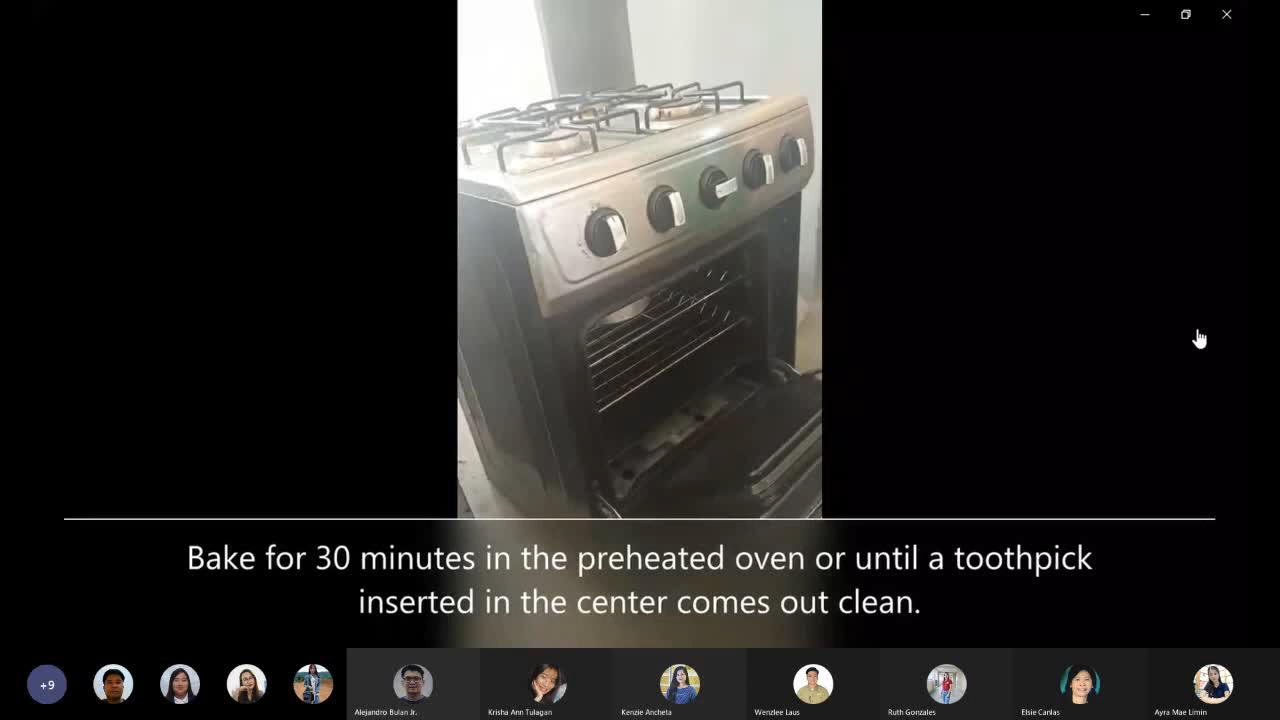 Bake for 30 minutes in the preheated oven or until a toothpick
inserted in the center comes out clean.
+9
Alejandro Bulan Jr.
Krisha Ann Tulagan
Kenzie Ancheta
Wenzlee Laus
Ruth Gonzales
Elsie Canlas
Ayra Mae Limin